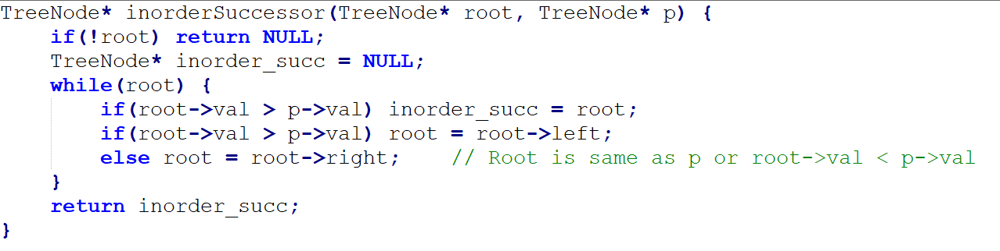 TreeNode* inorderSuccessor(TreeNode* root, TreeNode* p) {
    if(!root) return NULL;
    TreeNode* inorder_succ = NULL;
    while(root) {
        if(root->val > p->val) inorder_succ = root;
        if(root->val > p->val) root = root->left;
        else root = root->right;    // Root is same as p or root->val < p->val
    }
    return inorder_succ;
}